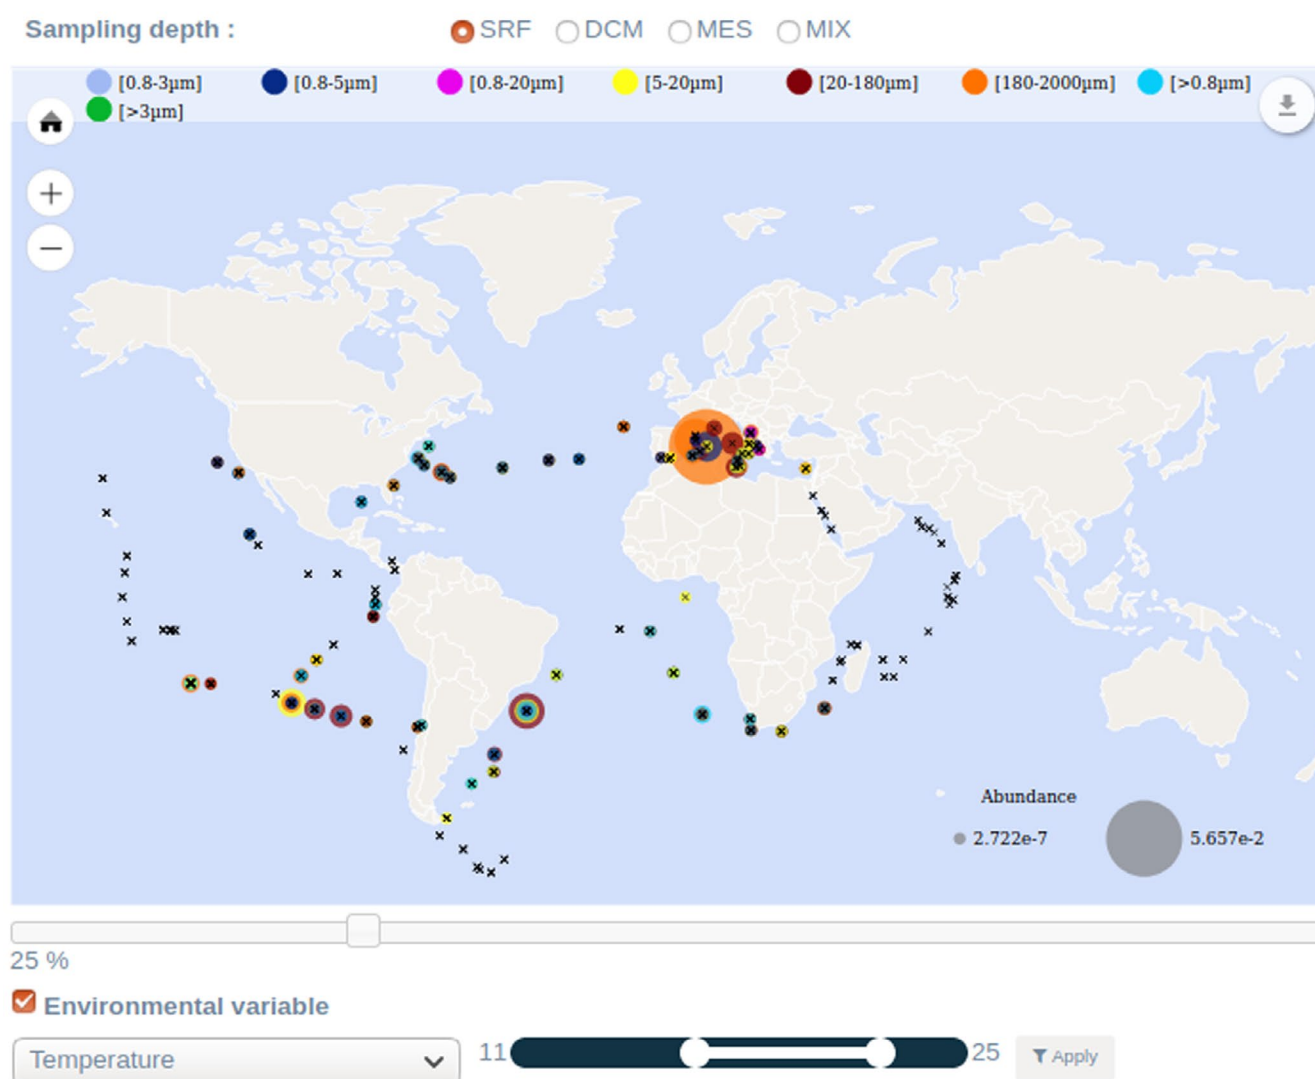 Sampling depth : SRF DCM MES MIX
[0.8-3µm] [0.8-5µm] [0.8-20µm] [5-20µm] [20-180µm] [180-2000µm] [>0.8µm]
[>3µm]
Abundance
2.722e-7 5.657e-2
25 %
Environmental variable
Temperature 11 25 Apply